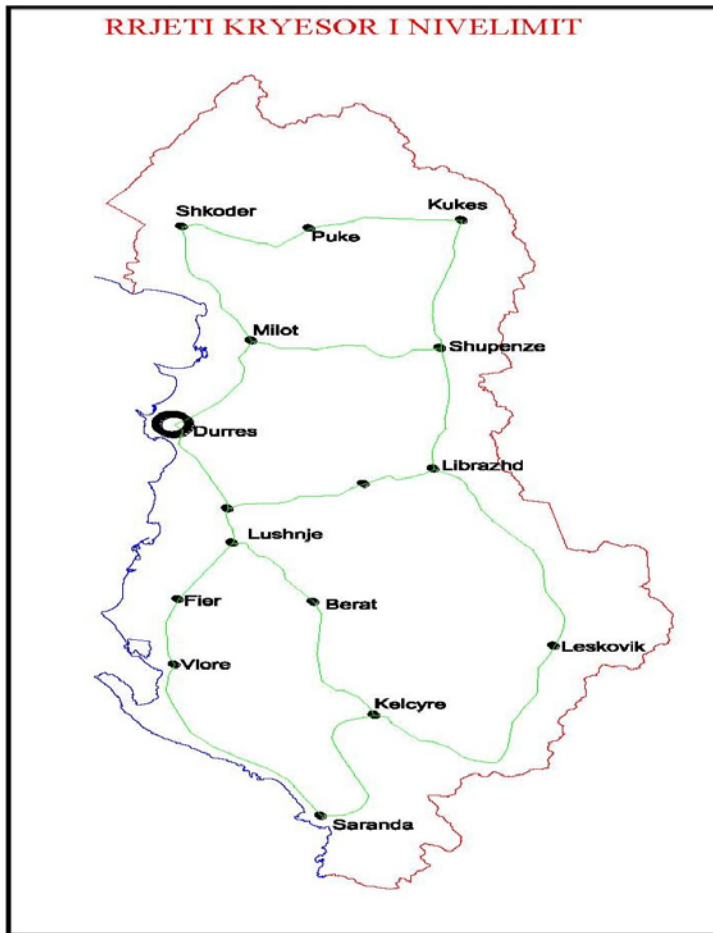 RRJETI KRYESOR I NIVELIMIT
Shkoder
Puke
Kukes
Milot
Shupenze
Durres
Librazhd
Lushnje
Fier
Berat
Vlore
Leskovik
Kelcyre
Saranda